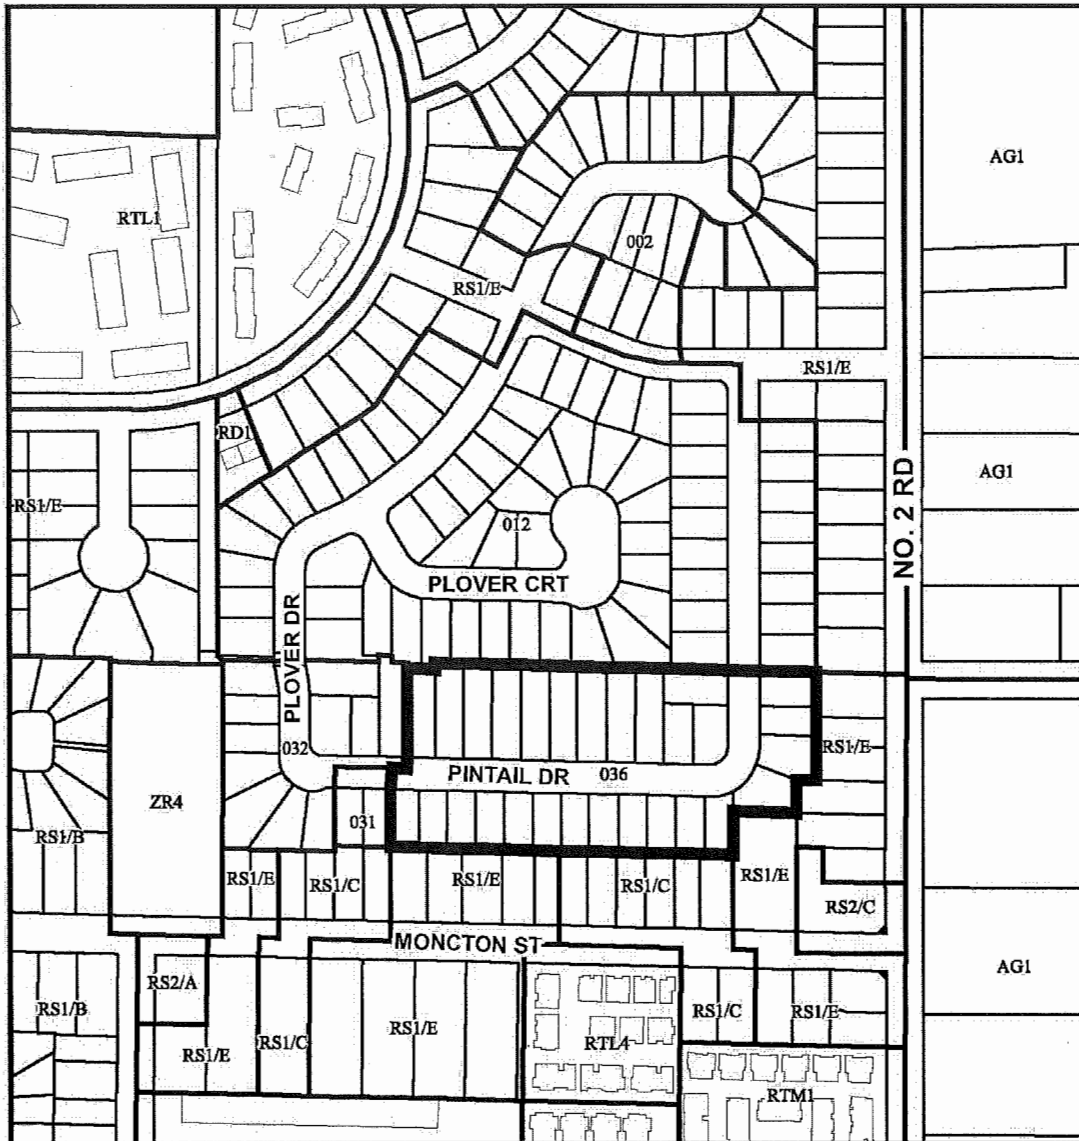 AG1
RTL1
002
RS1/E
RS1/E
RD1
AG1
RS1/E
012
NO. 2 RD
PLOVER CRT
PLOVER DR
032
RS1/E
PINTAIL DR 036
ZR4
031
RS1/B
RS1/E
RS1/C
RS1/E
RS1/C
RS1/E
RS2/C
MONCTON ST
AG1
RS2/A
RS1/B
RS1/C
RS1/E
RS1/E
RS1/C
RS1/E
RTL4
RTM1